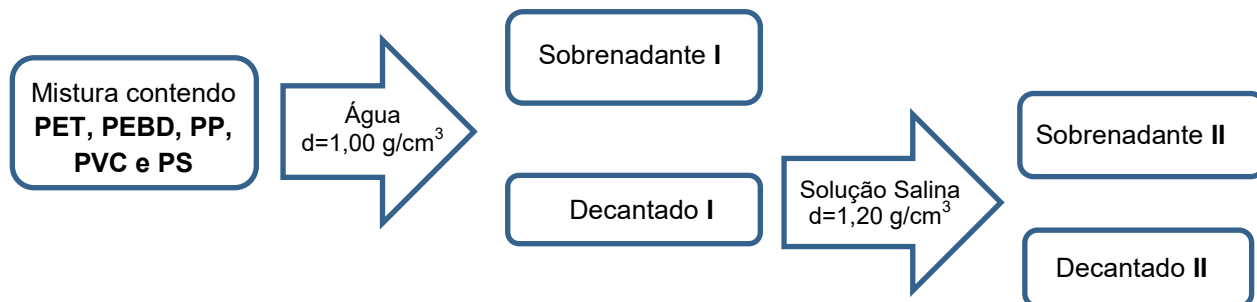 Mistura contendo
PET, PEBD, PP,
PVC e PS
Água
d=1,00 g/cm³
Sobrenadante I
Decantado I
Solução Salina
d=1,20 g/cm³
Sobrenadante II
Decantado II